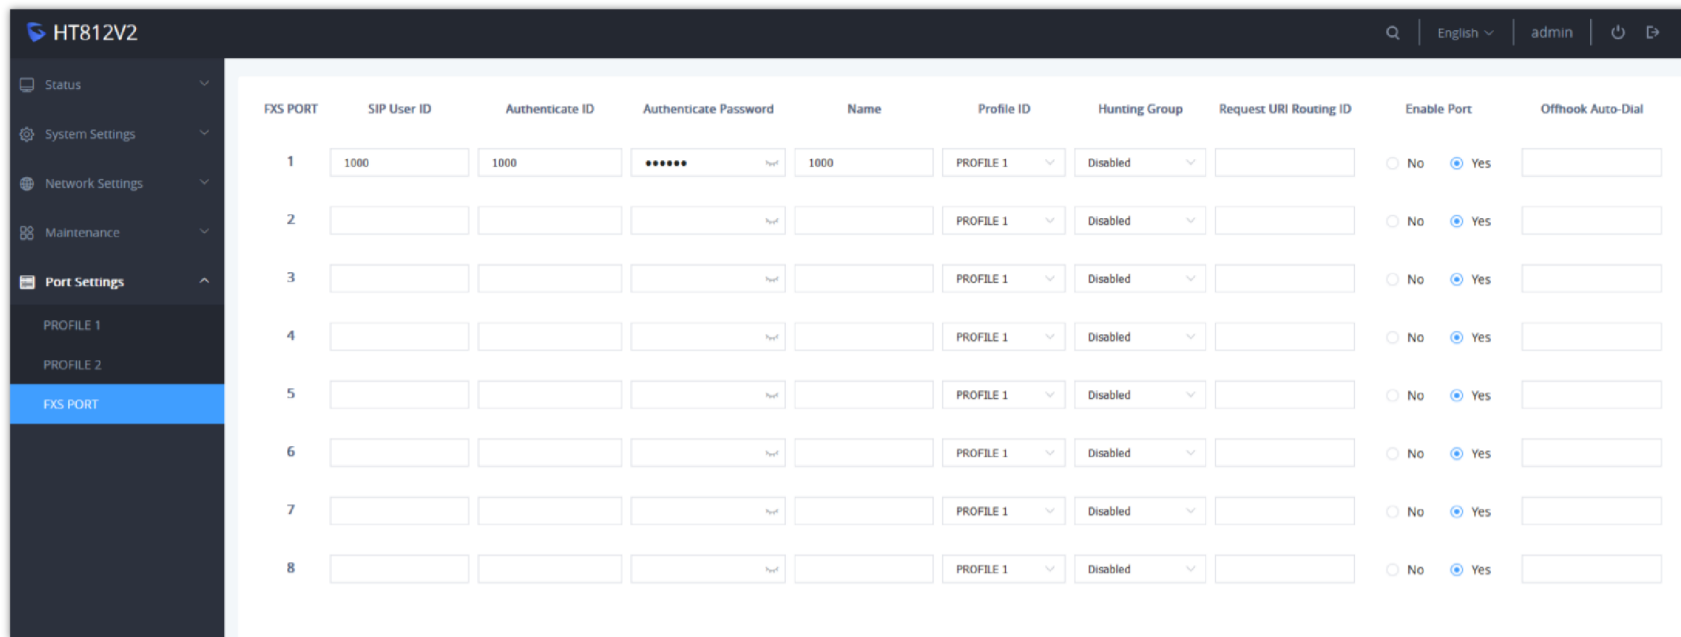 HT812V2
English
admin
Status
System Settings
Network Settings
Maintenance
Port Settings
PROFILE 1
PROFILE 2
FXS PORT
FXS PORT SIP User ID Authenticate ID Authenticate Password Name Profile ID Hunting Group Request URI Routing ID Enable Port Offhook Auto-Dial
1 1000 1000 •••••• 1000 PROFILE 1 Disabled No Yes
2 PROFILE 1 Disabled No Yes
3 PROFILE 1 Disabled No Yes
4 PROFILE 1 Disabled No Yes
5 PROFILE 1 Disabled No Yes
6 PROFILE 1 Disabled No Yes
7 PROFILE 1 Disabled No Yes
8 PROFILE 1 Disabled No Yes